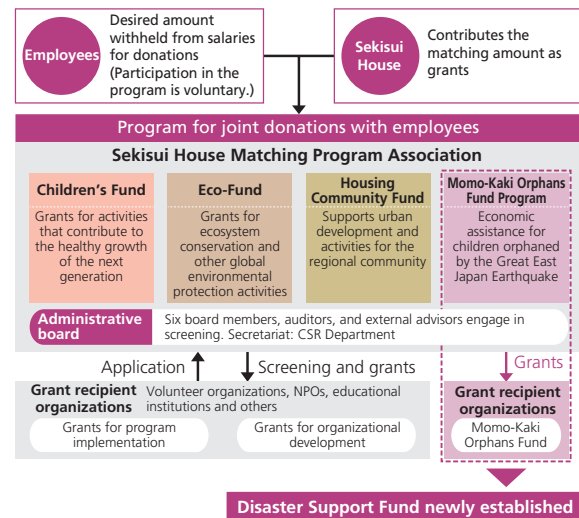 Employees
Desired amount
withheld from salaries
for donations
(Participation in the
program is voluntary.)
Sekisui
House
Contributes the
matching amount as
grants
Program for joint donations with employees
Sekisui House Matching Program Association
Children's Fund
Grants for activities
that contribute to
the healthy growth
of the next
generation
Eco-Fund
Grants for
ecosystem
conservation and
other global
environmental
protection activities
Housing
Community Fund
Supports urban
development and
activities for the
regional community
Momo-Kaki Orphans
Fund Program
Economic
assistance for
children orphaned
by the Great East
Japan Earthquake
Administrative
board
Six board members, auditors, and external advisors engage in
screening. Secretariat: CSR Department
Application
Screening and grants
Grants
Grant recipient
organizations
Volunteer organizations, NPOs, educational
institutions and others
Grants for program
implementation
Grants for organizational
development
Grant recipient
organizations
Momo-Kaki
Orphans Fund
Disaster Support Fund newly established